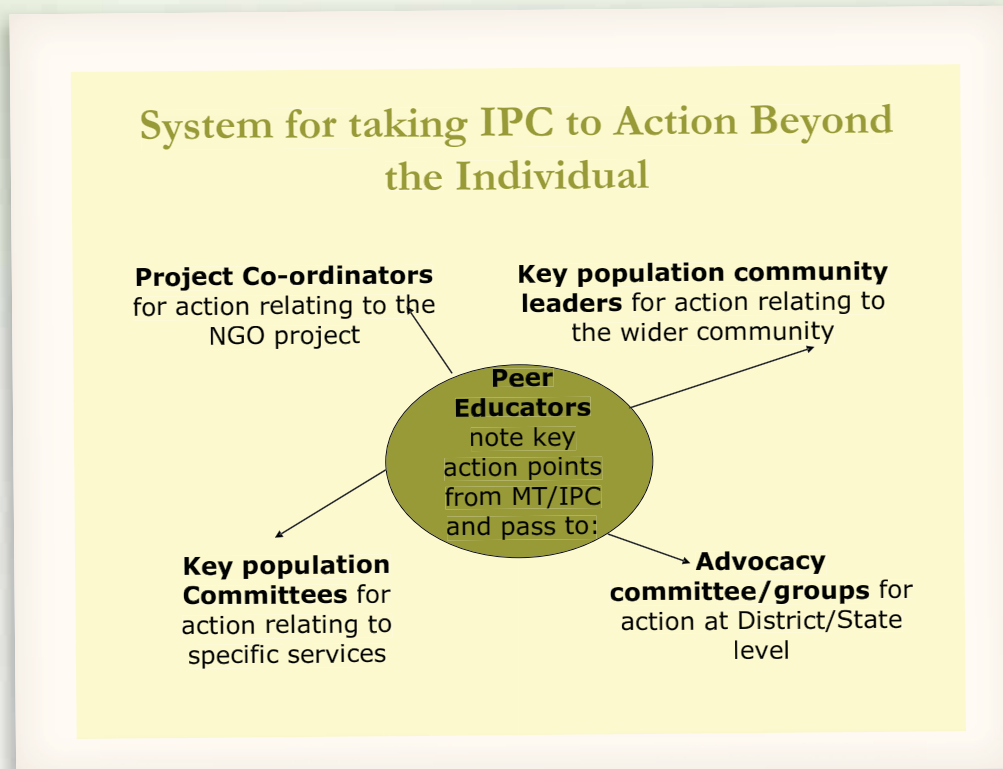 System for taking IPC to Action Beyond
the Individual
Project Co-ordinators
for action relating to the
NGO project
Key population community
leaders for action relating to
the wider community
Peer
Educators
note key
action points
from MT/IPC
and pass to:
Key population
Committees for
action relating to
specific services
Advocacy
committee/groups for
action at District/State
level